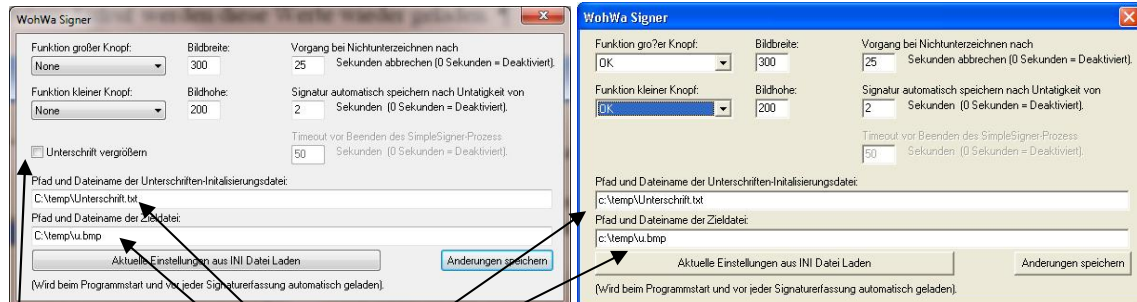 WohWa Signer
Funktion großer Knopf:
Bildbreite:
Vorgang bei Nichtunterzeichnen nach
None
300
25
Sekunden abbrechen (0 Sekunden = Deaktiviert).
Funktion kleiner Knopf:
Bildhohe:
Signatur automatisch speichern nach Untatigkeit von
None
200
2
Sekunden (0 Sekunden = Deaktiviert).
Timeout vor Beenden des SimpleSigner-Prozess
Unterschrift vergrößern
50
Sekunden (0 Sekunden = Deaktiviert).
Pfad und Dateiname der Unterschriften-Initalisierungsdatei:
C:\temp\Unterschrift.txt
Pfad und Dateiname der Zieldatei:
C:\temp\u.bmp
Aktuelle Einstellungen aus INI Datei Laden
Anderungen speichern
(Wird beim Programmstart und vor jeder Signaturerfassung automatisch geladen).
WohWa Signer
Funktion gro?er Knopf:
Bildbreite:
Vorgang bei Nichtunterzeichnen nach
OK
300
25
Sekunden abbrechen (0 Sekunden = Deaktiviert).
Funktion kleiner Knopf:
Bildhohe:
Signatur automatisch speichern nach Untatigkeit von
OK
200
2
Sekunden (0 Sekunden = Deaktiviert).
Timeout vor Beenden des SimpleSigner-Prozess
50
Sekunden (0 Sekunden = Deaktiviert).
Pfad und Dateiname der Unterschriften-Initalisierungsdatei:
c:\temp\Unterschrift.txt
Pfad und Dateiname der Zieldatei:
c:\temp\u.bmp
Aktuelle Einstellungen aus INI Datei Laden
Anderungen speichern
(Wird beim Programmstart und vor jeder Signaturerfassung automatisch geladen).